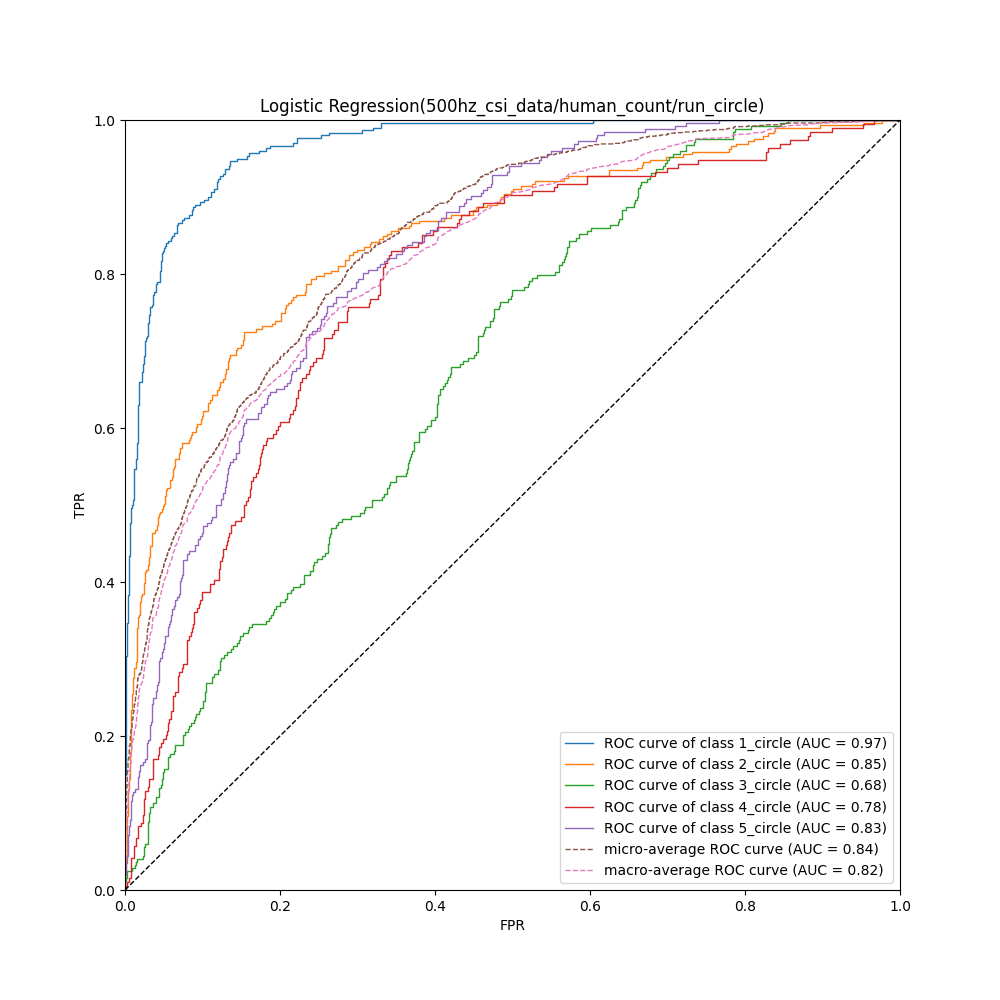 Logistic Regression(500hz_csi_data/human_count/run_circle)
1.0
0.8
0.6
0.4
0.2
0.0
TPR
0.0 0.2 0.4 0.6 0.8 1.0
FPR
ROC curve of class 1_circle (AUC = 0.97)
ROC curve of class 2_circle (AUC = 0.85)
ROC curve of class 3_circle (AUC = 0.68)
ROC curve of class 4_circle (AUC = 0.78)
ROC curve of class 5_circle (AUC = 0.83)
micro-average ROC curve (AUC = 0.84)
macro-average ROC curve (AUC = 0.82)